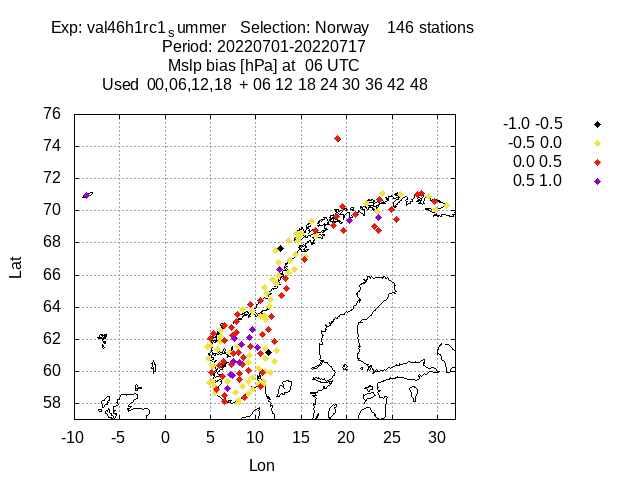 Exp: val46h1rc1summer   Selection: Norway    146 stations
Period: 20220701-20220717
Mslp bias [hPa] at  06 UTC
Used  00,06,12,18  + 06 12 18 24 30 36 42 48
-1.0 -0.5
-0.5 0.0
0.0 0.5
0.5 1.0
76
74
72
70
68
66
64
62
60
58
Lat
-10 -5 0 5 10 15 20 25 30
Lon